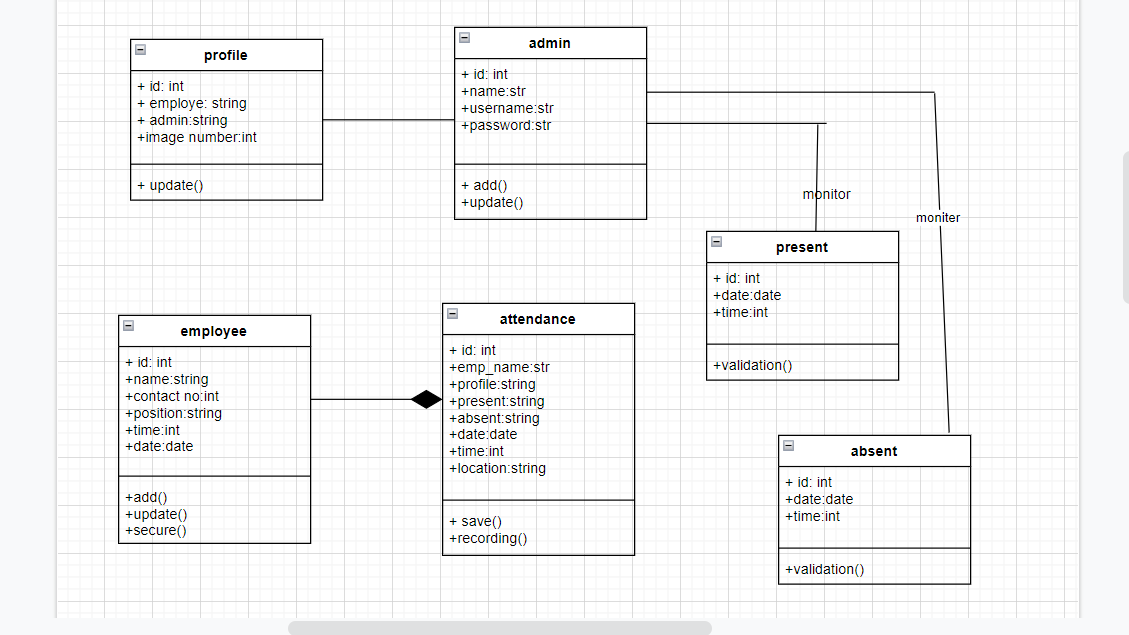 profile
+ id: int
+ employe: string
+ admin:string
+image number:int
+ update()
admin
+ id: int
+name:str
+username:str
+password:str
+ add()
+update()
monitor
moniter
present
+ id: int
+date:date
+time:int
+validation()
employee
+ id: int
+name:string
+contact no:int
+position:string
+time:int
+date:date
+add()
+update()
+secure()
attendance
+ id: int
+emp_name:str
+profile:string
+present:string
+absent:string
+date:date
+time:int
+location:string
+ save()
+recording()
absent
+ id: int
+date:date
+time:int
+validation()